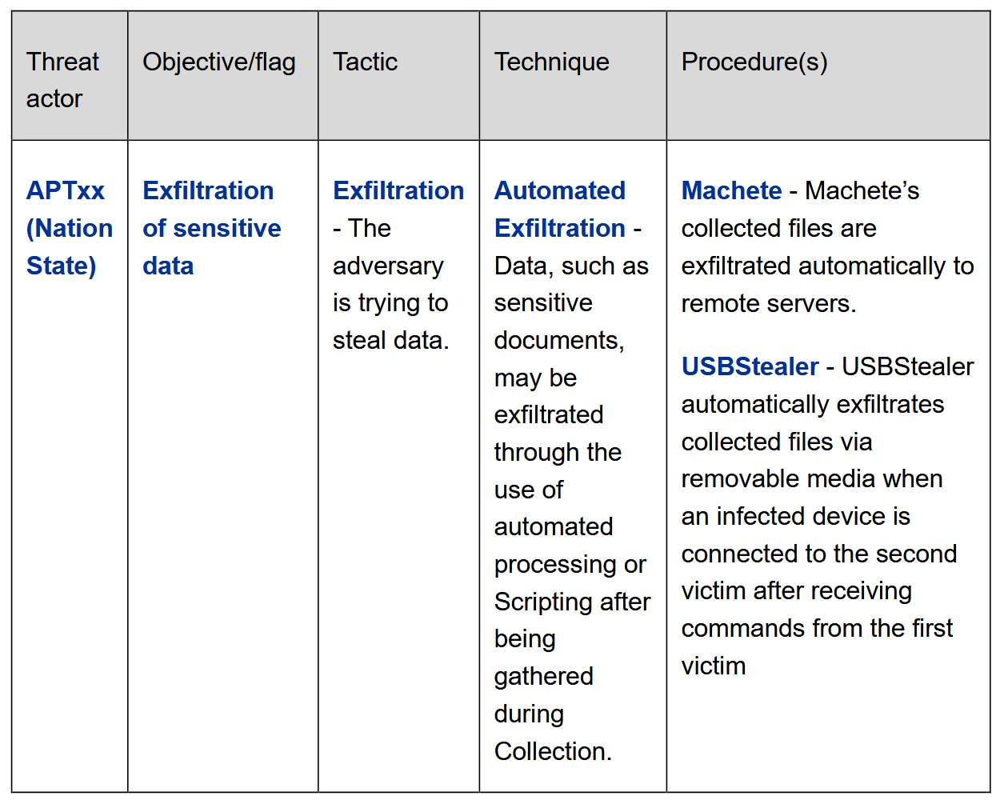 Threat
actor
Objective/flag
Tactic
Technique
Procedure(s)
APTxx
(Nation
State)
Exfiltration
of sensitive
data
Exfiltration
- The
adversary
is trying to
steal data.
Automated
Exfiltration -
Data, such as
sensitive
documents,
may be
exfiltrated
through the
use of
automated
processing or
Scripting after
being
gathered
during
Collection.
Machete - Machete’s
collected files are
exfiltrated automatically to
remote servers.
USBStealer - USBStealer
automatically exfiltrates
collected files via
removable media when
an infected device is
connected to the second
victim after receiving
commands from the first
victim